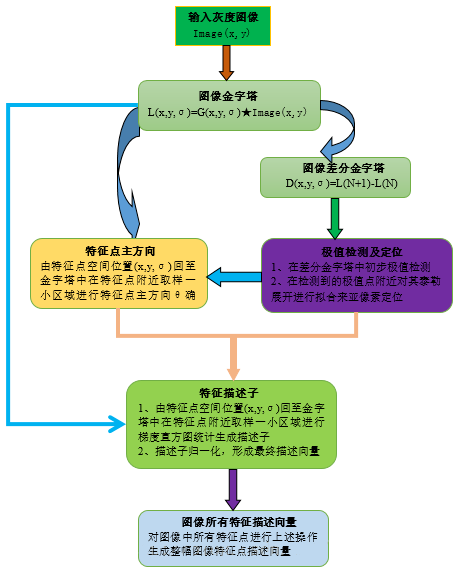 输入灰度图像
Image(x,y)
图像金字塔
L(x,y,σ)=G(x,y,σ)★Image(x,y)
图像差分金字塔
D(x,y,σ)=L(N+1)-L(N)
特征点主方向
由特征点空间位置(x,y,σ)回至
金字塔中在特征点附近取样一
小区域进行特征点主方向θ确
极值检测及定位
1、在差分金字塔中初步极值检测
2、在检测到的极值点附近对其泰勒
展开进行拟合来亚像素定位
特征描述子
1、由特征点空间位置(x,y,σ)回至金字
塔中在特征点附近取样一小区域进行
梯度直方图统计生成描述子
2、描述子归一化，形成最终描述向量
图像所有特征描述向量
对图像中所有特征点进行上述操作
生成整幅图像特征点描述向量